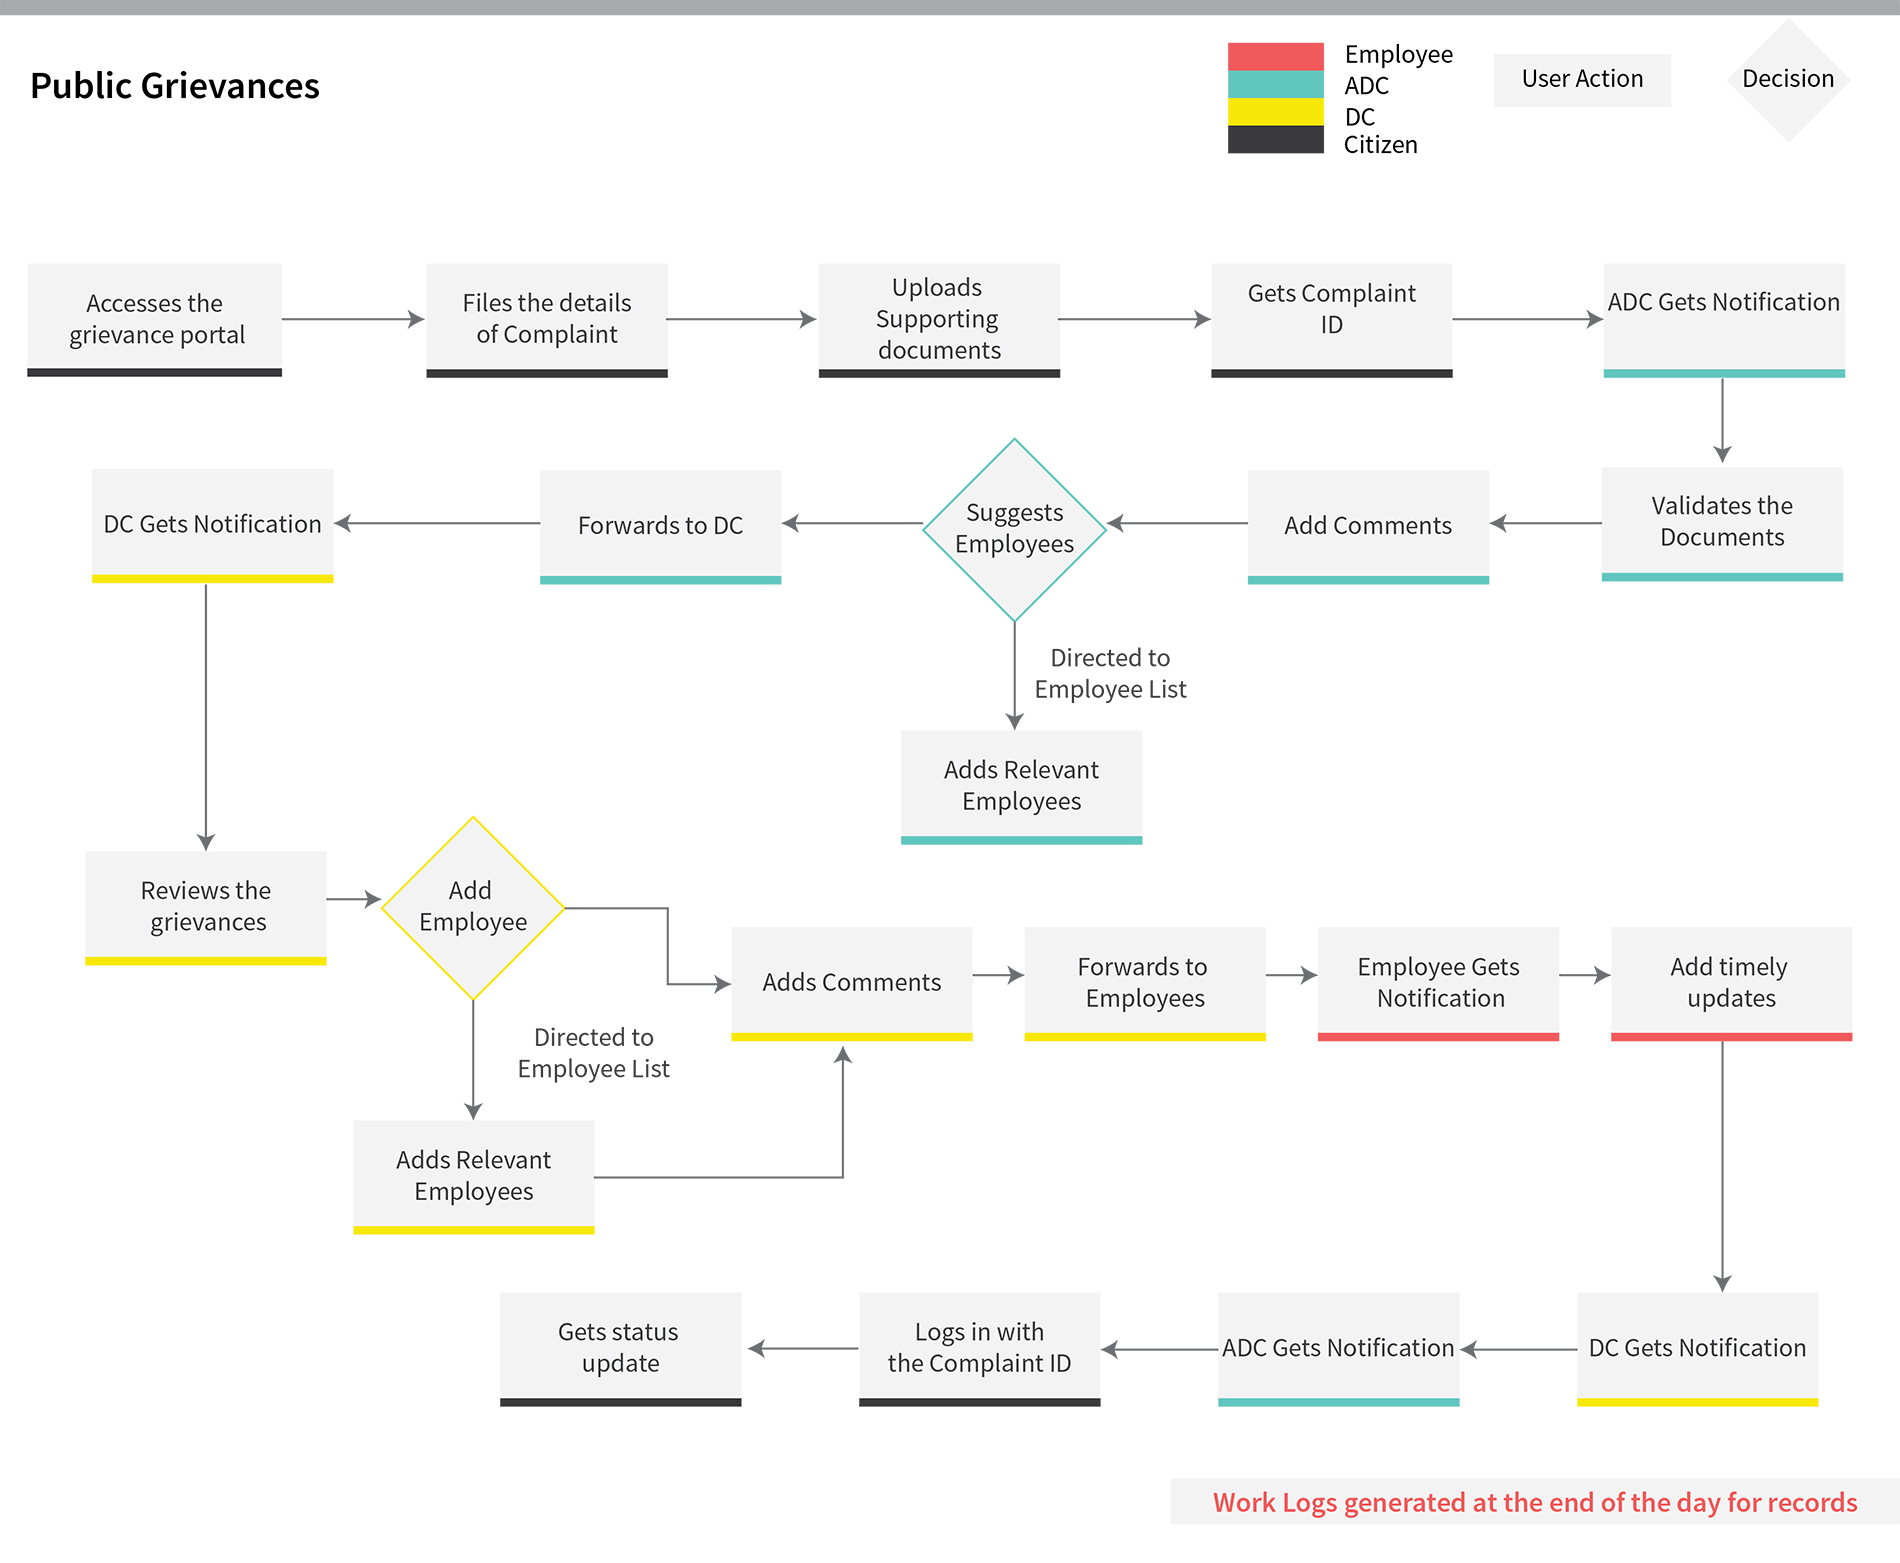 Public Grievances
Employee
ADC
DC
Citizen
User Action
Decision
Accesses the
grievance portal
Files the details
of Complaint
Uploads
Supporting
documents
Gets Complaint
ID
ADC Gets Notification
DC Gets Notification
Forwards to DC
Suggests
Employees
Add Comments
Validates the
Documents
Directed to
Employee List
Adds Relevant
Employees
Reviews the
grievances
Add
Employee
Adds Comments
Forwards to
Employees
Employee Gets
Notification
Add timely
updates
Directed to
Employee List
Adds Relevant
Employees
Gets status
update
Logs in with
the Complaint ID
ADC Gets Notification
DC Gets Notification
Work Logs generated at the end of the day for records